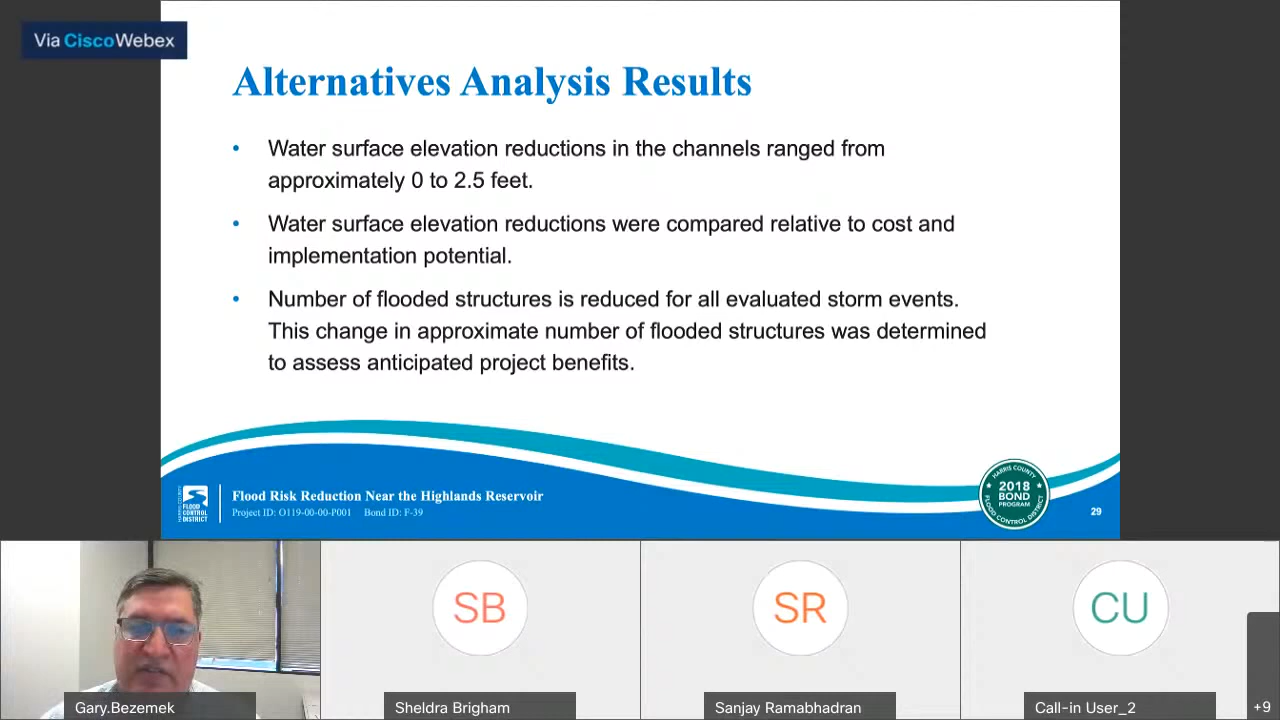 Via CiscoWebex
Alternatives Analysis Results
• Water surface elevation reductions in the channels ranged from
approximately 0 to 2.5 feet.
• Water surface elevation reductions were compared relative to cost and
implementation potential.
• Number of flooded structures is reduced for all evaluated storm events.
This change in approximate number of flooded structures was determined
to assess anticipated project benefits.
HARRIS COUNTY
FLOOD
CONTROL
DISTRICT
Flood Risk Reduction Near the Highlands Reservoir
Project ID: O119-00-00-P001 Bond ID: F-39
HARRIS COUNTY
2018
BOND
PROGRAM
FLOOD CONTROL DISTRICT
29
SB
SR
CU
Gary.Bezemek
Sheldra Brigham
Sanjay Ramabhadran
Call-in User_2
+9